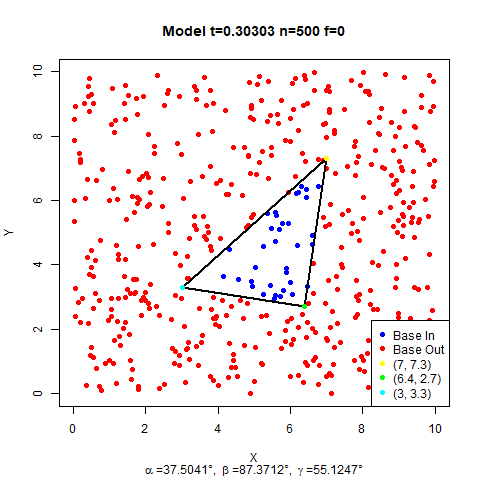 Model t=0.30303 n=500 f=0
10
8
6
4
2
0
Y
Base In
Base Out
(7, 7.3)
(6.4, 2.7)
(3, 3.3)
0 2 4 6 8 10
X
α=37.5041°, β=87.3712°, γ=55.1247°